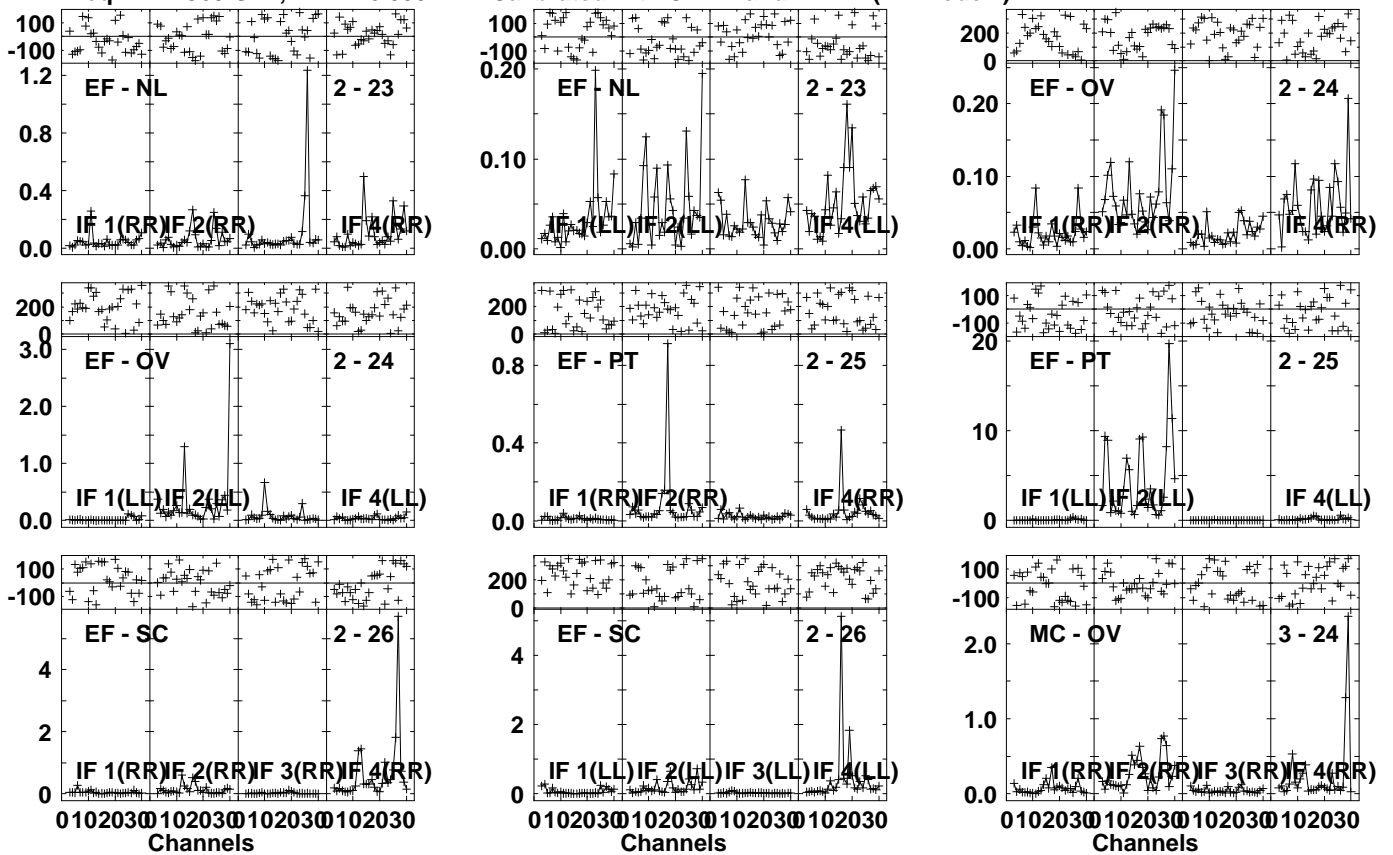 100
-100
1.2
0.8
0.4
0.0
EF - NL
2 - 23
IF 1(RR)
IF 2(RR)
IF 4(RR)
0.20
0.10
0.00
EF - NL
2 - 23
IF 1(LL)
IF 2(LL)
IF 4(LL)
200
0
0.20
0.10
0.00
EF - OV
2 - 24
IF 1(RR)
IF 2(RR)
IF 4(RR)
200
0
3.0
2.0
1.0
0.0
EF - OV
2 - 24
IF 1(LL)
IF 2(LL)
IF 4(LL)
200
0
0.8
0.4
0.0
EF - PT
2 - 25
IF 1(RR)
IF 2(RR)
IF 4(RR)
100
-100
20
10
0
EF - PT
2 - 25
IF 1(LL)
IF 2(LL)
IF 4(LL)
100
-100
4
2
0
EF - SC
2 - 26
IF 1(RR)
IF 2(RR)
IF 3(RR)
IF 4(RR)
0102030 0102030 0102030 0102030
Channels
200
0
4
2
0
EF - SC
2 - 26
IF 1(LL)
IF 2(LL)
IF 3(LL)
IF 4(LL)
0102030 0102030 0102030 0102030
Channels
100
-100
2.0
1.0
0.0
MC - OV
3 - 24
IF 1(RR)
IF 2(RR)
IF 3(RR)
IF 4(RR)
0102030 0102030 0102030 0102030
Channels